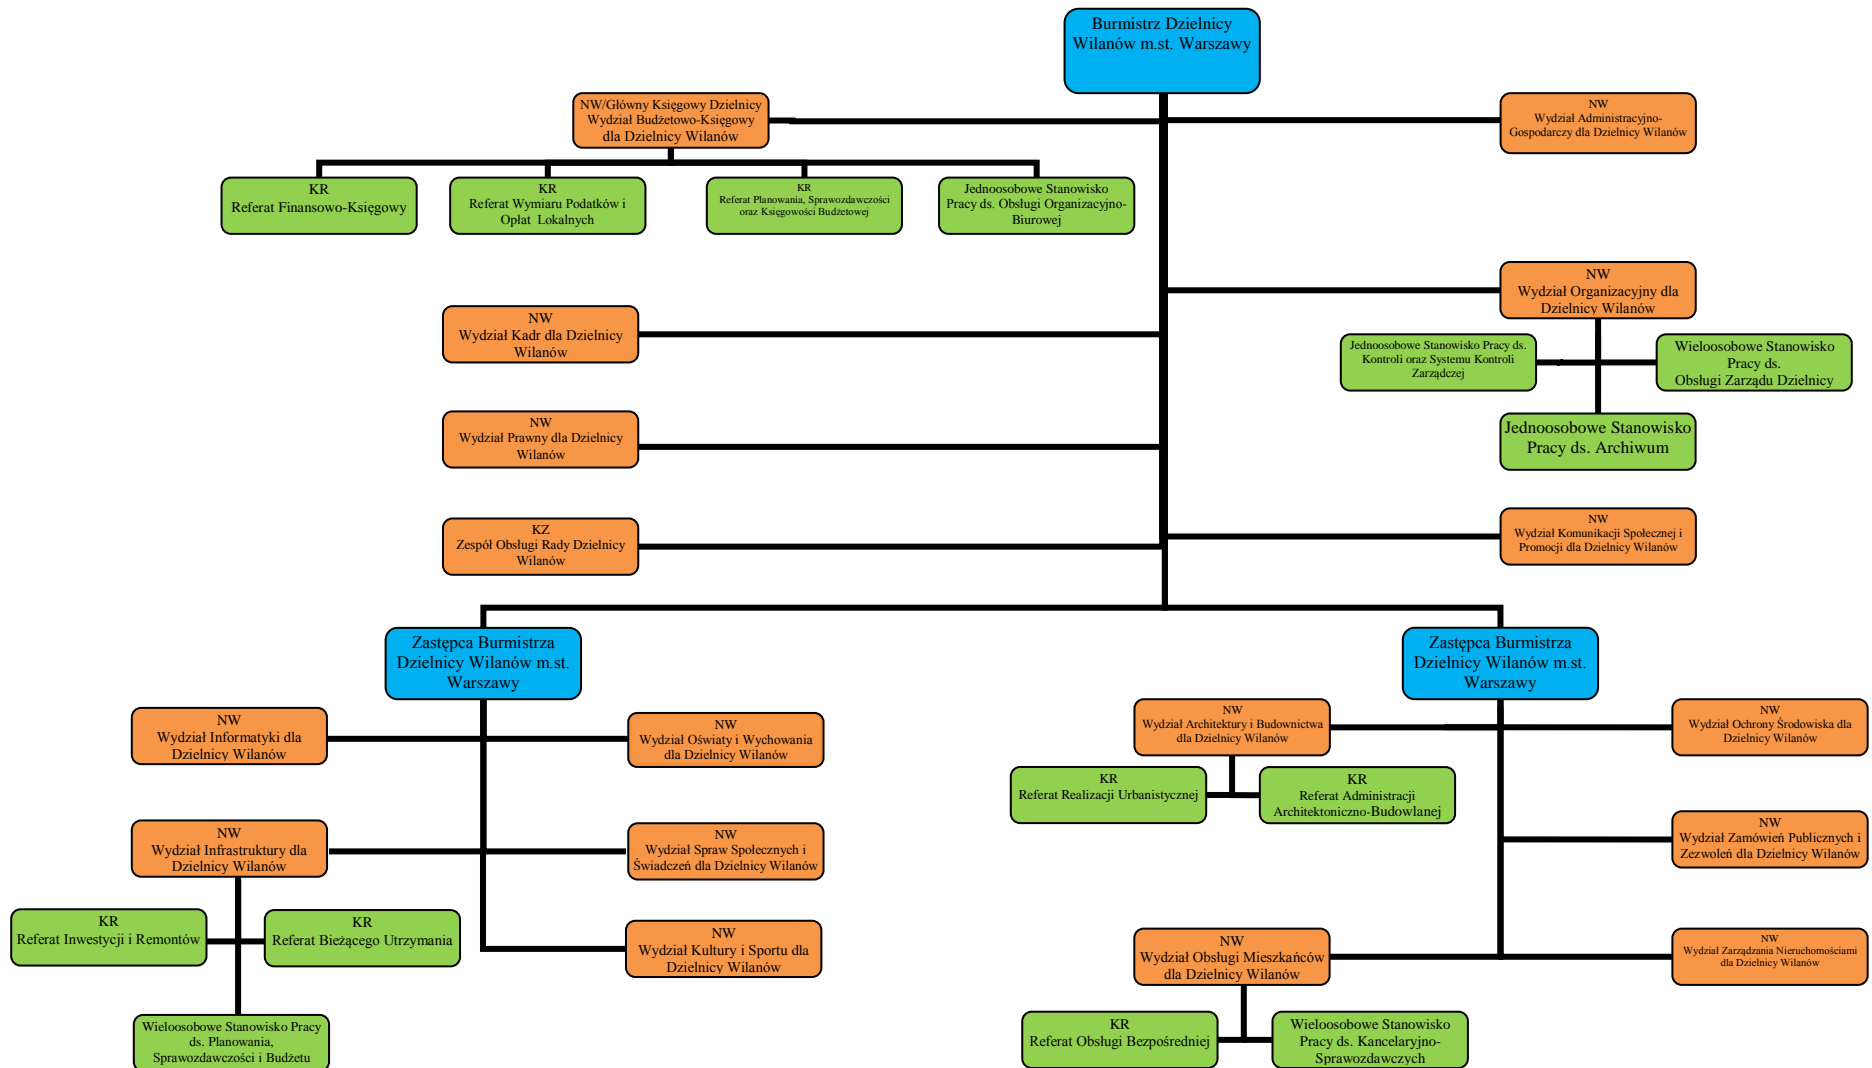 Burmistrz Dzielnicy
Wilanów m.st. Warszawy
NW/Główny Księgowy Dzielnicy
Wydział Budżetowo-Księgowy
dla Dzielnicy Wilanów
NW
Wydział Administracyjno-
Gospodarczy dla Dzielnicy Wilanów
KR
Referat Finansowo-Księgowy
KR
Referat Wymiaru Podatków i
Opłat Lokalnych
KR
Referat Planowania, Sprawozdawczości
oraz Księgowości Budżetowej
Jednoosobowe Stanowisko
Pracy ds. Obsługi Organizacyjno-
Biurowej
NW
Wydział Organizacyjny dla
Dzielnicy Wilanów
NW
Wydział Kadr dla Dzielnicy
Wilanów
Jednoosobowe Stanowisko Pracy ds.
Kontroli oraz Systemu Kontroli
Zarządczej
Wieloosobowe Stanowisko
Pracy ds.
Obsługi Zarządu Dzielnicy
NW
Wydział Prawny dla Dzielnicy
Wilanów
Jednoosobowe Stanowisko
Pracy ds. Archiwum
KZ
Zespół Obsługi Rady Dzielnicy
Wilanów
NW
Wydział Komunikacji Społecznej i
Promocji dla Dzielnicy Wilanów
Zastępca Burmistrza
Dzielnicy Wilanów m.st.
Warszawy
Zastępca Burmistrza
Dzielnicy Wilanów m.st.
Warszawy
NW
Wydział Informatyki dla
Dzielnicy Wilanów
NW
Wydział Oświaty i Wychowania
dla Dzielnicy Wilanów
NW
Wydział Architektury i Budownictwa
dla Dzielnicy Wilanów
NW
Wydział Ochrony Środowiska dla
Dzielnicy Wilanów
KR
Referat Realizacji Urbanistycznej
KR
Referat Administracji
Architektoniczno-Budowlanej
NW
Wydział Infrastruktury dla
Dzielnicy Wilanów
NW
Wydział Spraw Społecznych i
Świadczeń dla Dzielnicy Wilanów
NW
Wydział Zamówień Publicznych i
Zezwoleń dla Dzielnicy Wilanów
KR
Referat Inwestycji i Remontów
KR
Referat Bieżącego Utrzymania
NW
Wydział Kultury i Sportu dla
Dzielnicy Wilanów
NW
Wydział Obsługi Mieszkańców
dla Dzielnicy Wilanów
NW
Wydział Zarządzania Nieruchomościami
dla Dzielnicy Wilanów
Wieloosobowe Stanowisko Pracy
ds. Planowania,
Sprawozdawczości i Budżetu
KR
Referat Obsługi Bezpośredniej
Wieloosobowe Stanowisko
Pracy ds. Kancelaryjno-
Sprawozdawczych